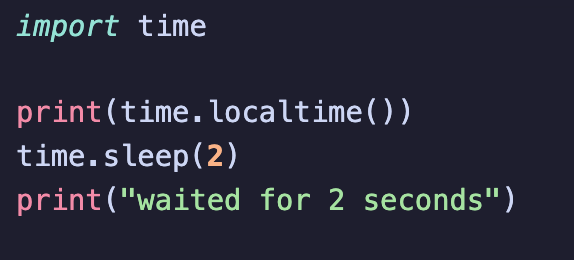 import time

print(time.localtime())
time.sleep(2)
print("waited for 2 seconds")